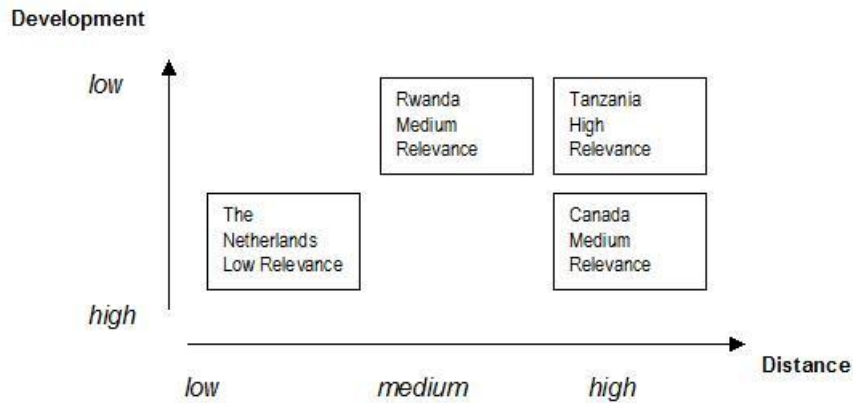 Development
low
Rwanda
Medium
Relevance
Tanzania
High
Relevance
The
Netherlands
Low Relevance
Canada
Medium
Relevance
high
Distance
low
medium
high